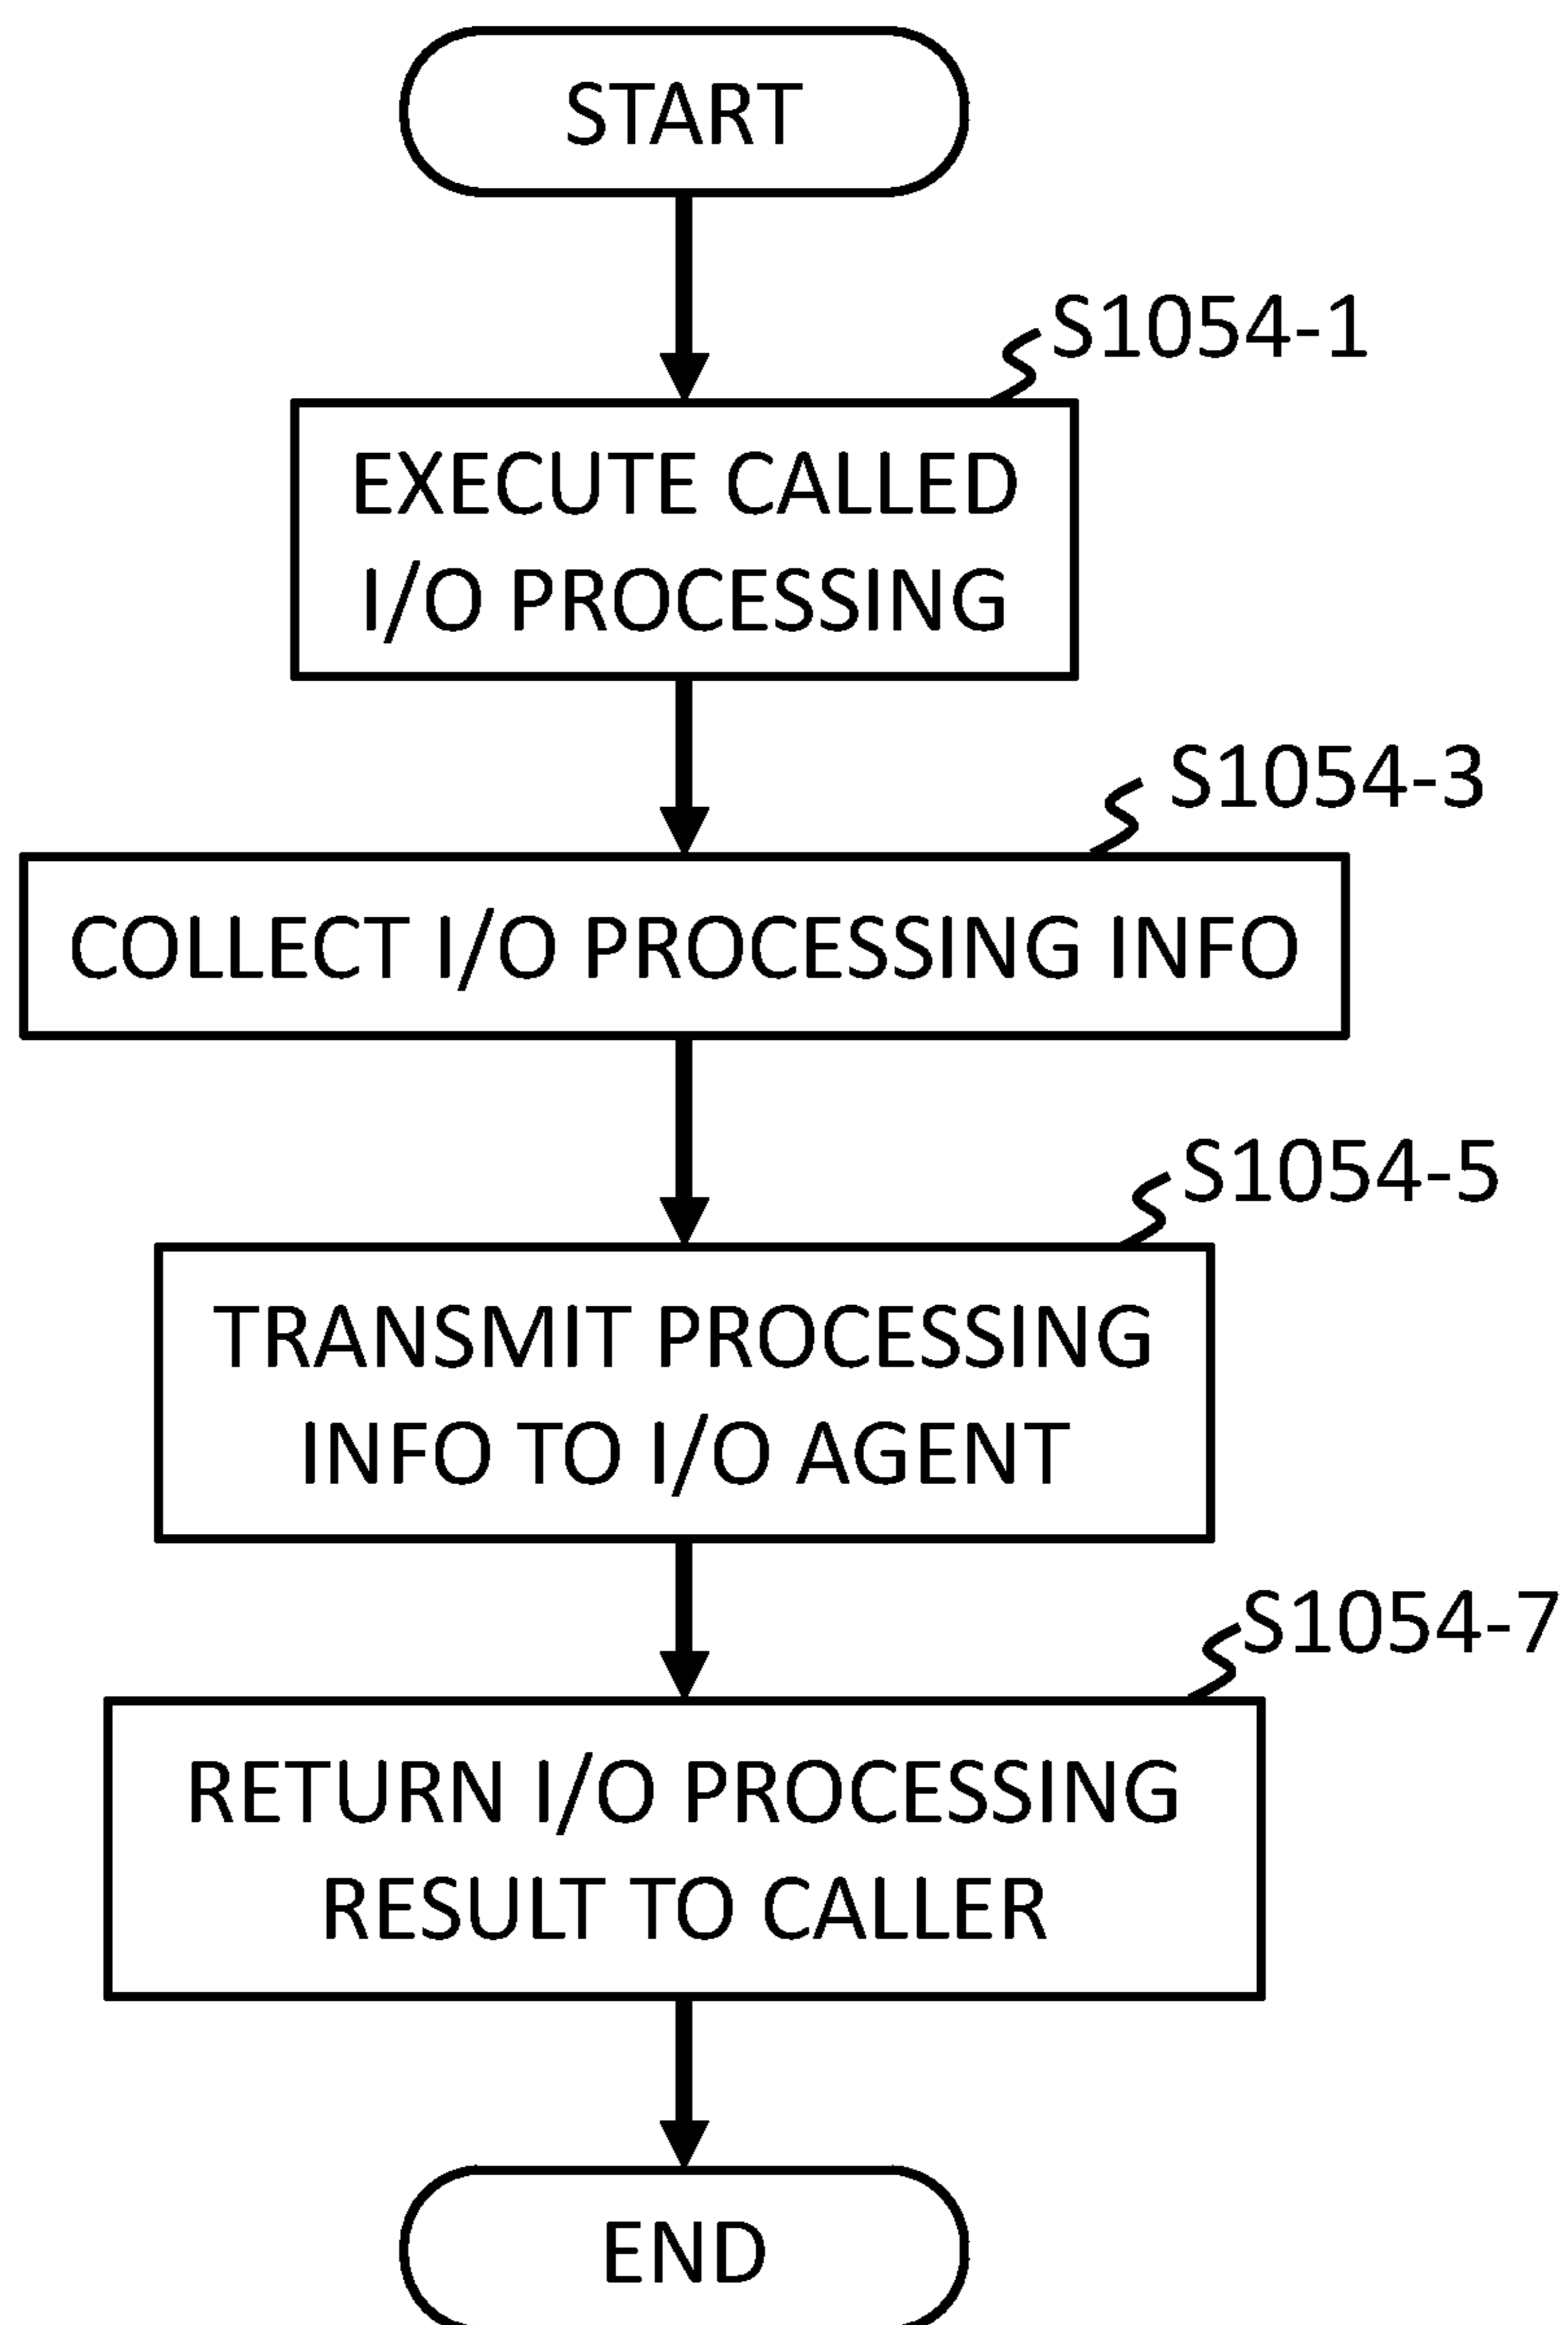 START
S1054-1
EXECUTE CALLED
I/O PROCESSING
S1054-3
COLLECT I/O PROCESSING INFO
S1054-5
TRANSMIT PROCESSING
INFO TO I/O AGENT
S1054-7
RETURN I/O PROCESSING
RESULT TO CALLER
END